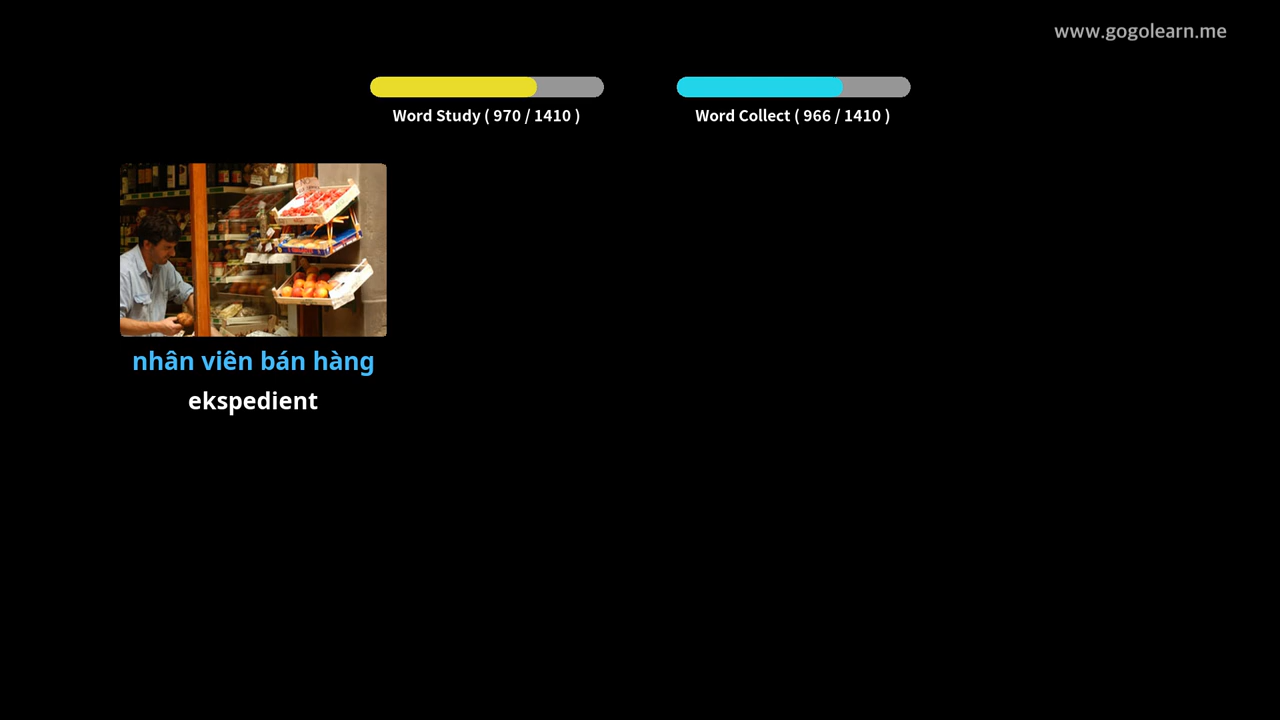 www.gogolearn.me
Word Study ( 970 / 1410 )
Word Collect ( 966 / 1410 )
nhân viên bán hàng
ekspedient